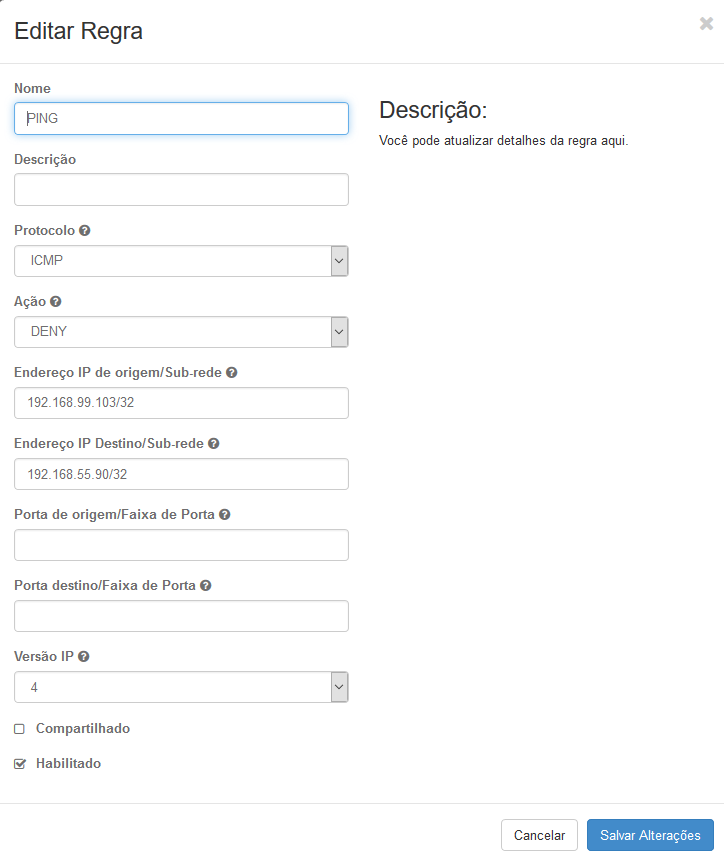 Editar Regra
×
Nome
PING
Descrição:
Você pode atualizar detalhes da regra aqui.
Descrição
Protocolo ?
ICMP
Ação ?
DENY
Endereço IP de origem/Sub-rede ?
192.168.99.103/32
Endereço IP Destino/Sub-rede ?
192.168.55.90/32
Porta de origem/Faixa de Porta ?
Porta destino/Faixa de Porta ?
Versão IP ?
4
Compartilhado
Habilitado
Cancelar
Salvar Alterações